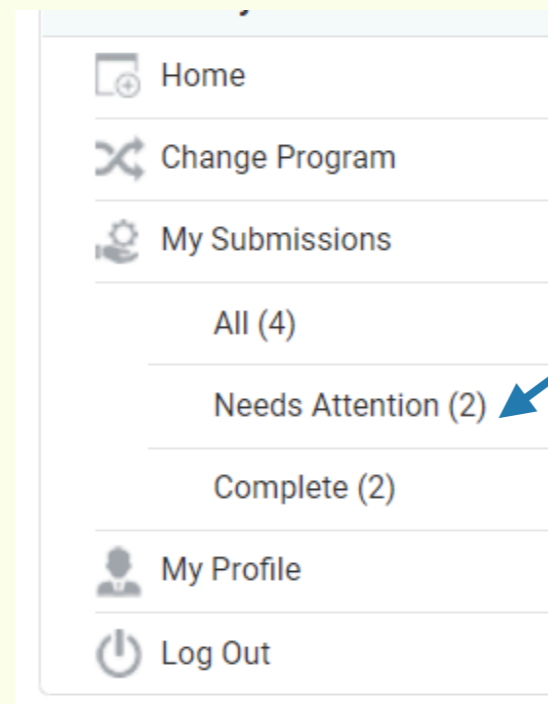 Home
Change Program
My Submissions
All (4)
Needs Attention (2)
Complete (2)
My Profile
Log Out